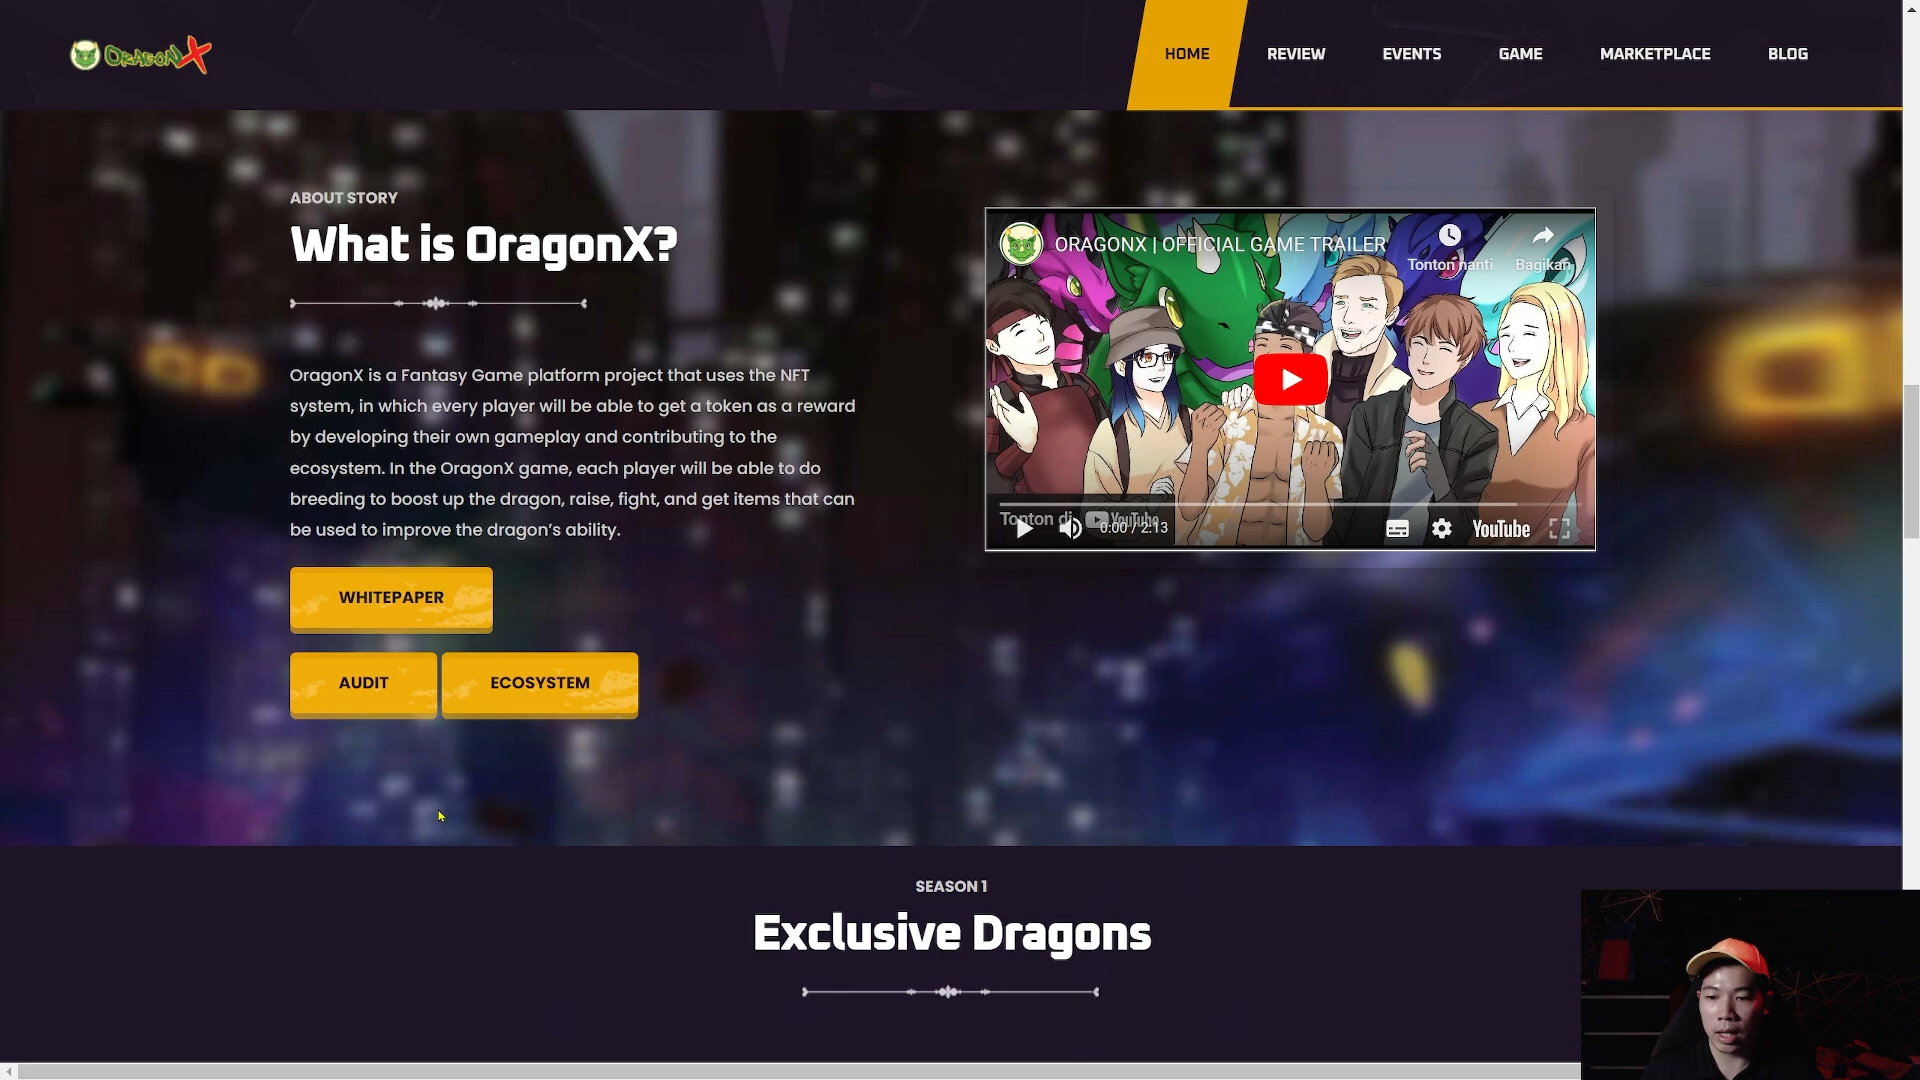 ORAGONX
HOME
REVIEW
EVENTS
GAME
MARKETPLACE
BLOG
ABOUT STORY
What is OragonX?
OragonX is a Fantasy Game platform project that uses the NFT
system, in which every player will be able to get a token as a reward
by developing their own gameplay and contributing to the
ecosystem. In the OragonX game, each player will be able to do
breeding to boost up the dragon, raise, fight, and get items that can
be used to improve the dragon’s ability.
WHITEPAPER
AUDIT
ECOSYSTEM
ORAGONX | OFFICIAL GAME TRAILER
Tonton nanti
Bagikan
Tonton di YouTube
0:00 / 2:13
YouTube
SEASON 1
Exclusive Dragons